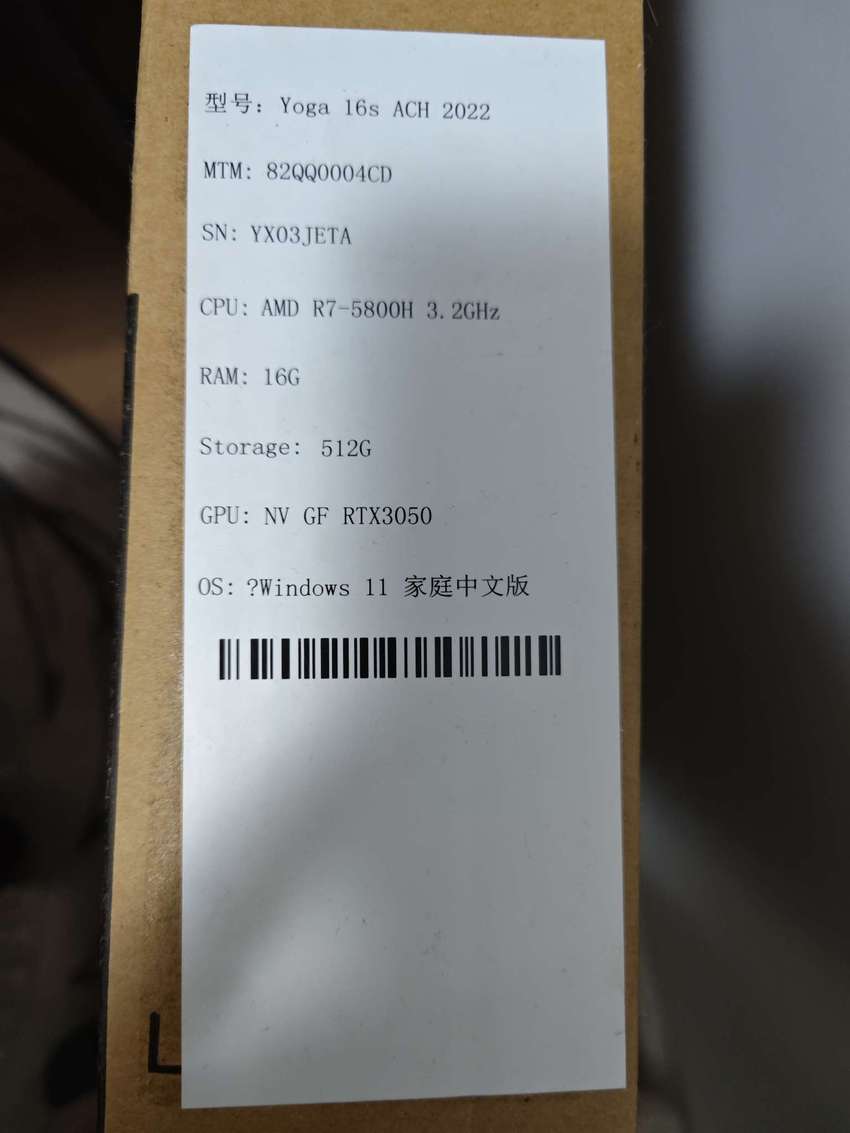 型号: Yoga 16s ACH 2022
MTM: 82QQ0004CD
SN: YX03JETA
CPU: AMD R7-5800H 3.2GHz
RAM: 16G
Storage: 512G
GPU: NV GF RTX3050
OS: ?Windows 11 家庭中文版